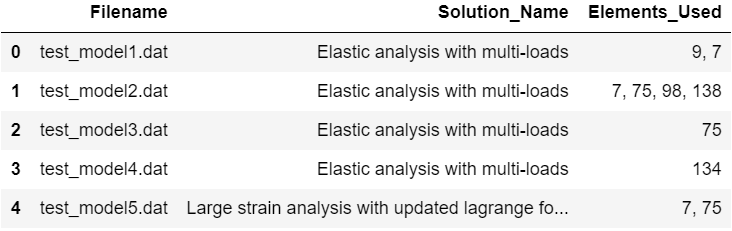 Filename Solution_Name Elements_Used
0 test_model1.dat Elastic analysis with multi-loads 9, 7
1 test_model2.dat Elastic analysis with multi-loads 7, 75, 98, 138
2 test_model3.dat Elastic analysis with multi-loads 75
3 test_model4.dat Elastic analysis with multi-loads 134
4 test_model5.dat Large strain analysis with updated lagrange fo... 7, 75